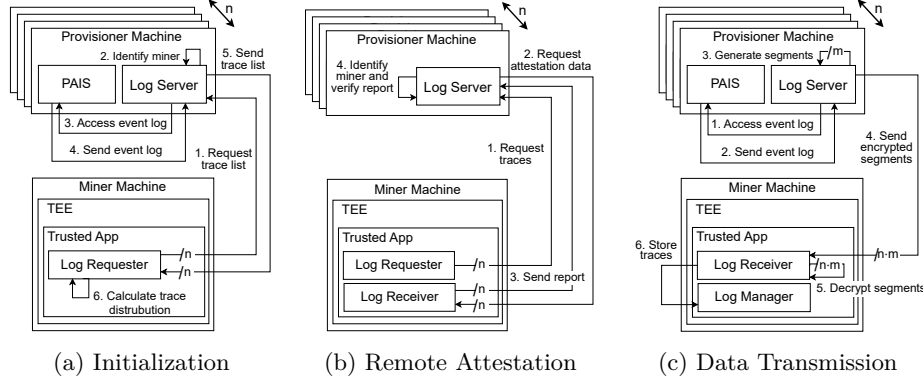 n
Provisioner Machine
2. Identify miner
PAIS
Log Server
3. Access event log
4. Send event log
5. Send
trace list
1. Request
trace list
Miner Machine
TEE
Trusted App
Log Requester
/n
/n
6. Calculate trace
distrubution
(a) Initialization
n
Provisioner Machine
4. Identify
miner and
verify report
Log Server
2. Request
attestation data
1. Request
traces
Miner Machine
TEE
Trusted App
Log Requester
/n
3. Send report
Log Receiver
/n
/n
(b) Remote Attestation
n
Provisioner Machine
3. Generate segments
/m
PAIS
Log Server
1. Access event log
2. Send event log
4. Send
encrypted
segments
Miner Machine
TEE
Trusted App
6. Store
traces
Log Receiver
/n·m
/n·m
5. Decrypt segments
Log Manager
(c) Data Transmission